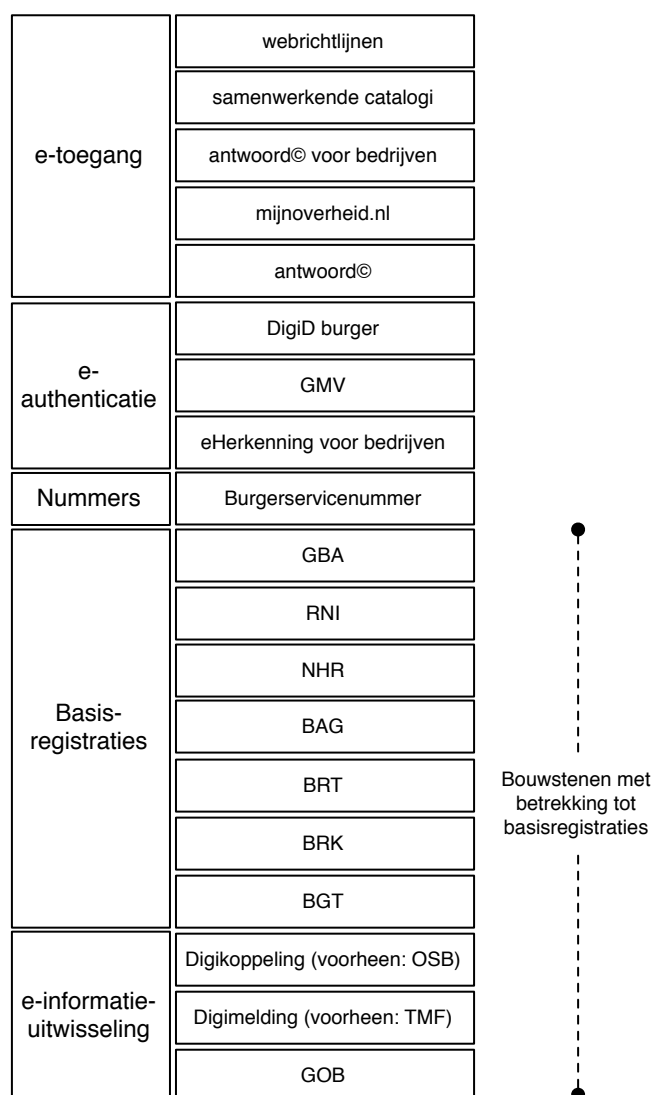 e-toegang
webrichtlijnen
samenwerkende catalogi
antwoord© voor bedrijven
mijnoverheid.nl
antwoord©
e-
authenticatie
DigiD burger
GMV
eHerkenning voor bedrijven
Nummers
Burgerservicenummer
Basis-
registraties
GBA
RNI
NHR
BAG
BRT
BRK
BGT
e-informatie-
uitwisseling
Digikoppeling (voorheen: OSB)
Digimelding (voorheen: TMF)
GOB
Bouwstenen met
betrekking tot
basisregistraties